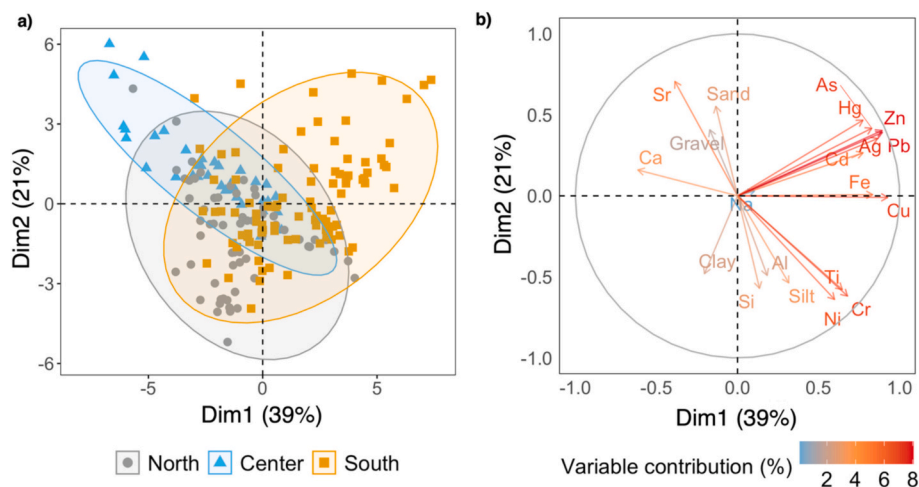 a)
Dim2 (21%)
6
3
0
-3
-6
-5
0
5
Dim1 (39%)
North
Center
South
b)
Dim2 (21%)
1.0
0.5
0.0
-0.5
-1.0
Sr
Sand
As
Hg
Zn
Gravel
Ag Pb
Ca
Cd
Fe
Na
Cu
Clay
Al
Ti
Si
Silt
Cr
Ni
-1.0
-0.5
0.0
0.5
1.0
Dim1 (39%)
Variable contribution (%)
2
4
6
8